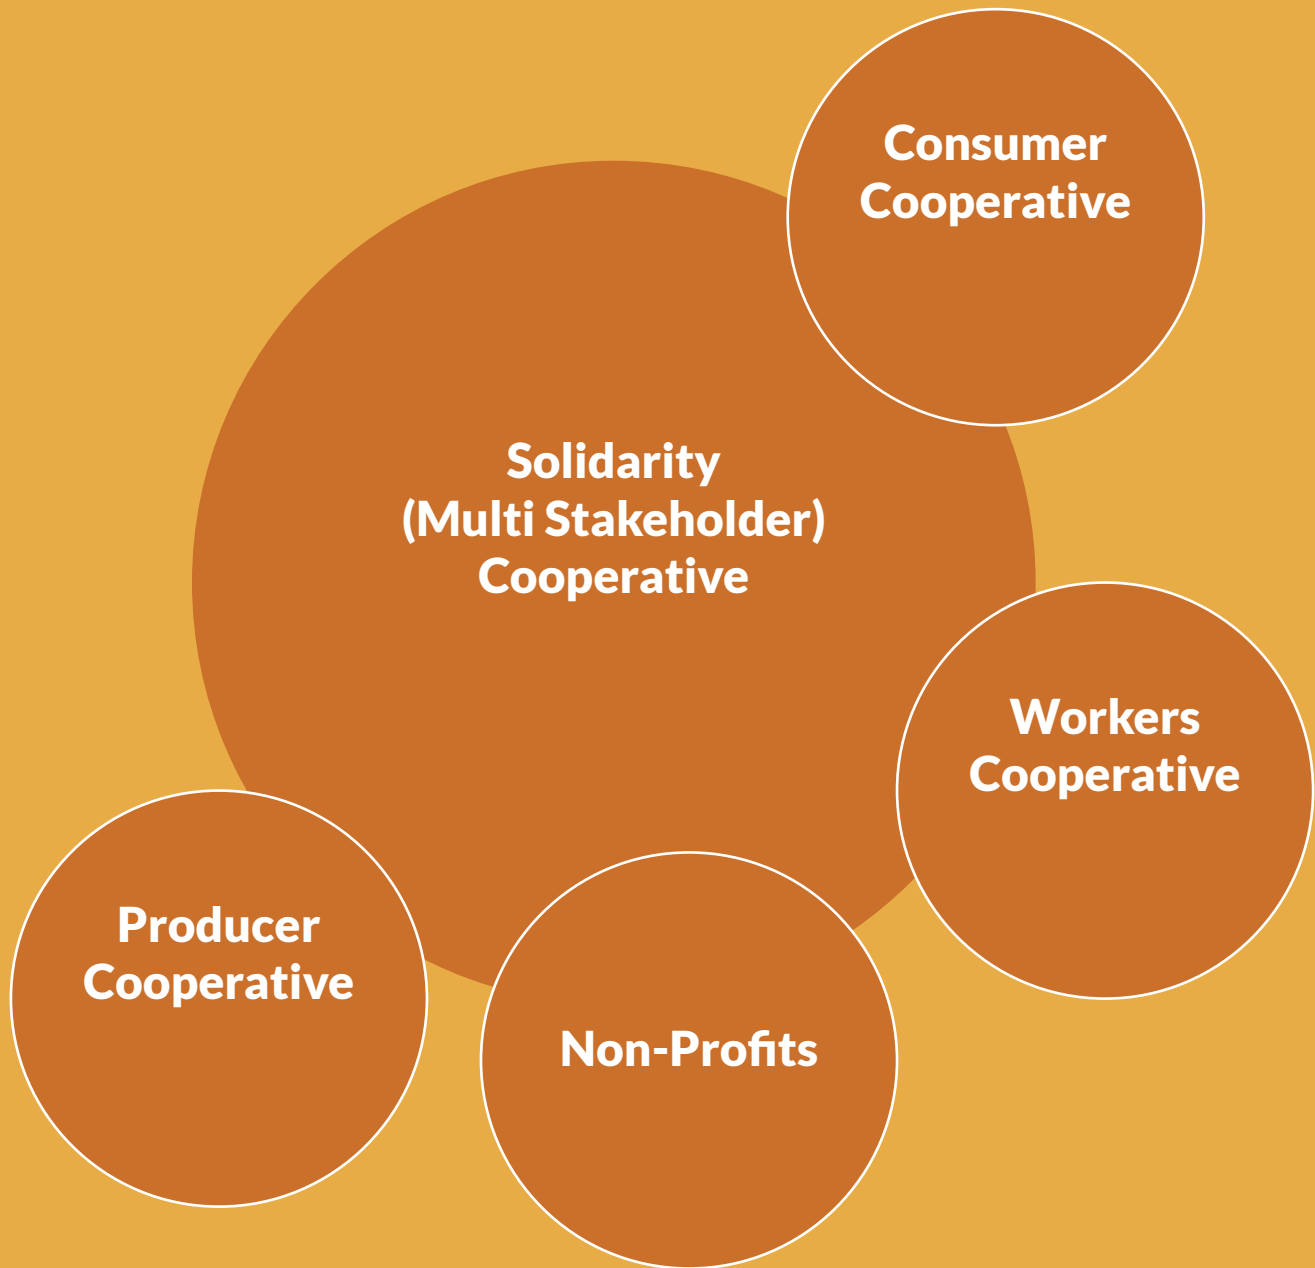 Consumer
Cooperative
Solidarity
(Multi Stakeholder)
Cooperative
Workers
Cooperative
Producer
Cooperative
Non-Profits